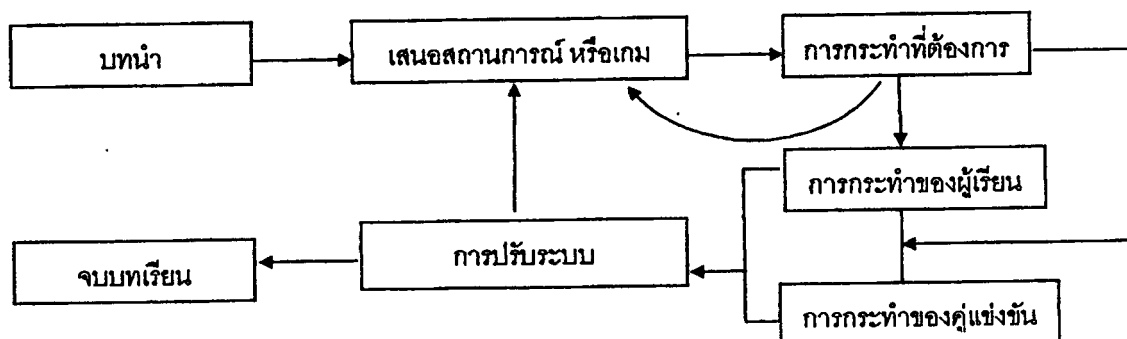 บทนำ
เสนอสถานการณ์ หรือเกม
การกระทำที่ต้องการ
การกระทำของผู้เรียน
จบบทเรียน
การปรับระบบ
การกระทำของคู่แข่งขัน